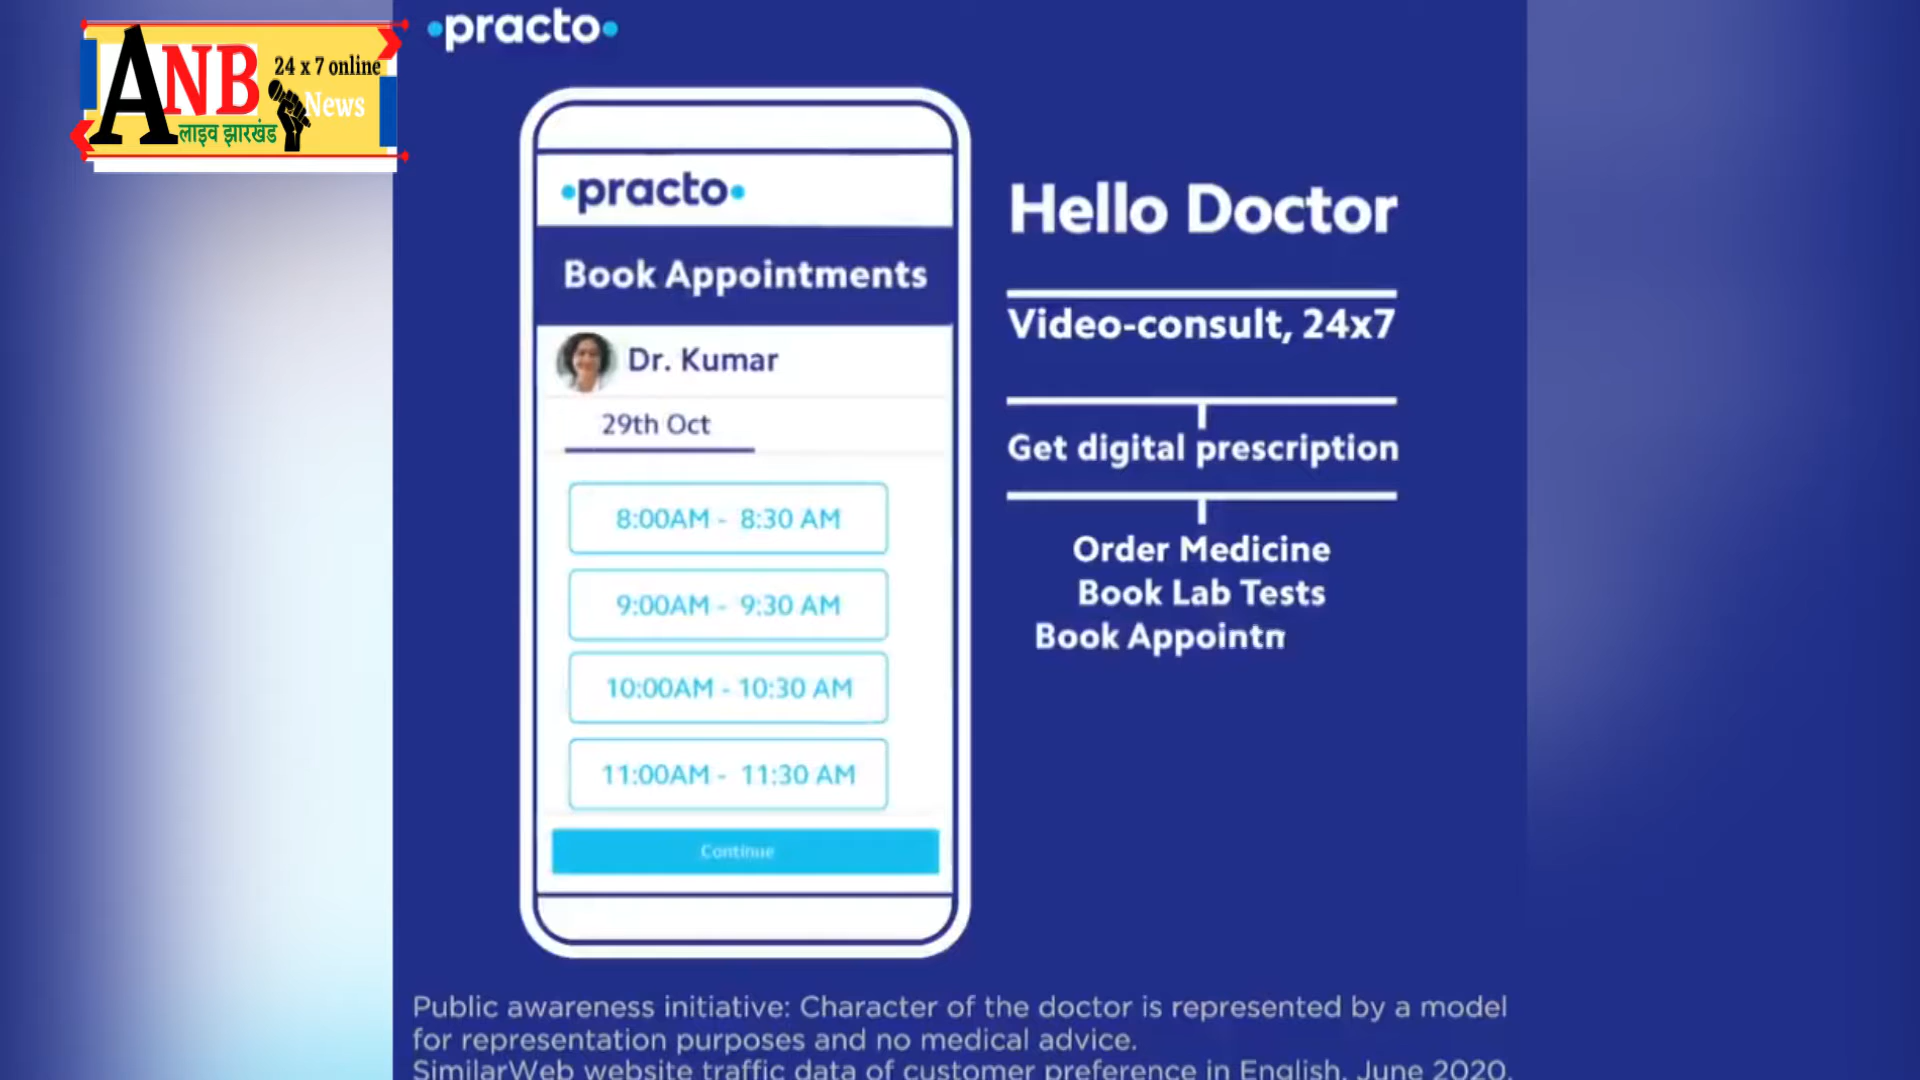 ANB
24 x 7 online
News
लाइव झारखंड
practo
practo
Book Appointments
Dr. Kumar
29th Oct
8:00AM - 8:30 AM
9:00AM - 9:30 AM
10:00AM - 10:30 AM
11:00AM - 11:30 AM
Continue
Hello Doctor
Video-consult, 24x7
Get digital prescription
Order Medicine
Book Lab Tests
Book Appoint
Public awareness initiative: Character of the doctor is represented by a model
for representation purposes and no medical advice.
SimilarWeb website traffic data of customer preference in English, June 2020.